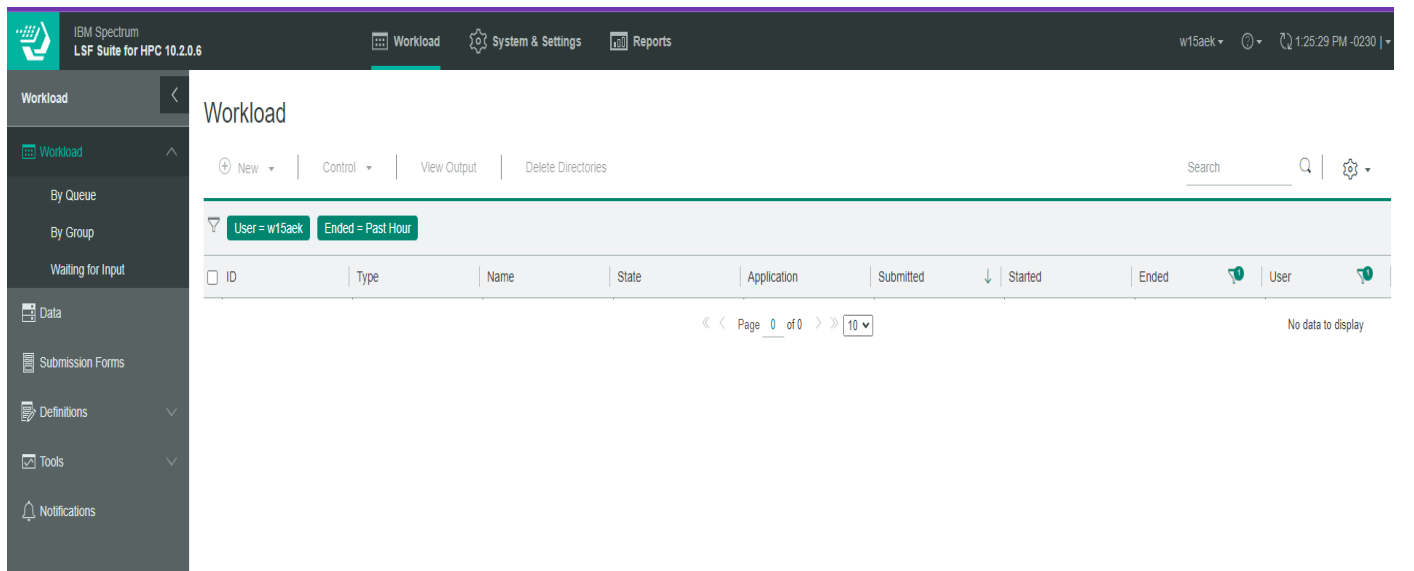 IBM Spectrum
LSF Suite for HPC 10.2.0.6
Workload
System & Settings
Reports
w15aek
1:25:29 PM -0230 |
Workload
Workload
By Queue
By Group
Waiting for Input
Data
Submission Forms
Definitions
Tools
Notifications
Workload
New
Control
View Output
Delete Directories
Search
User = w15aek
Ended = Past Hour
ID
Type
Name
State
Application
Submitted
Started
Ended
1
User
1
Page 0 of 0
10
No data to display